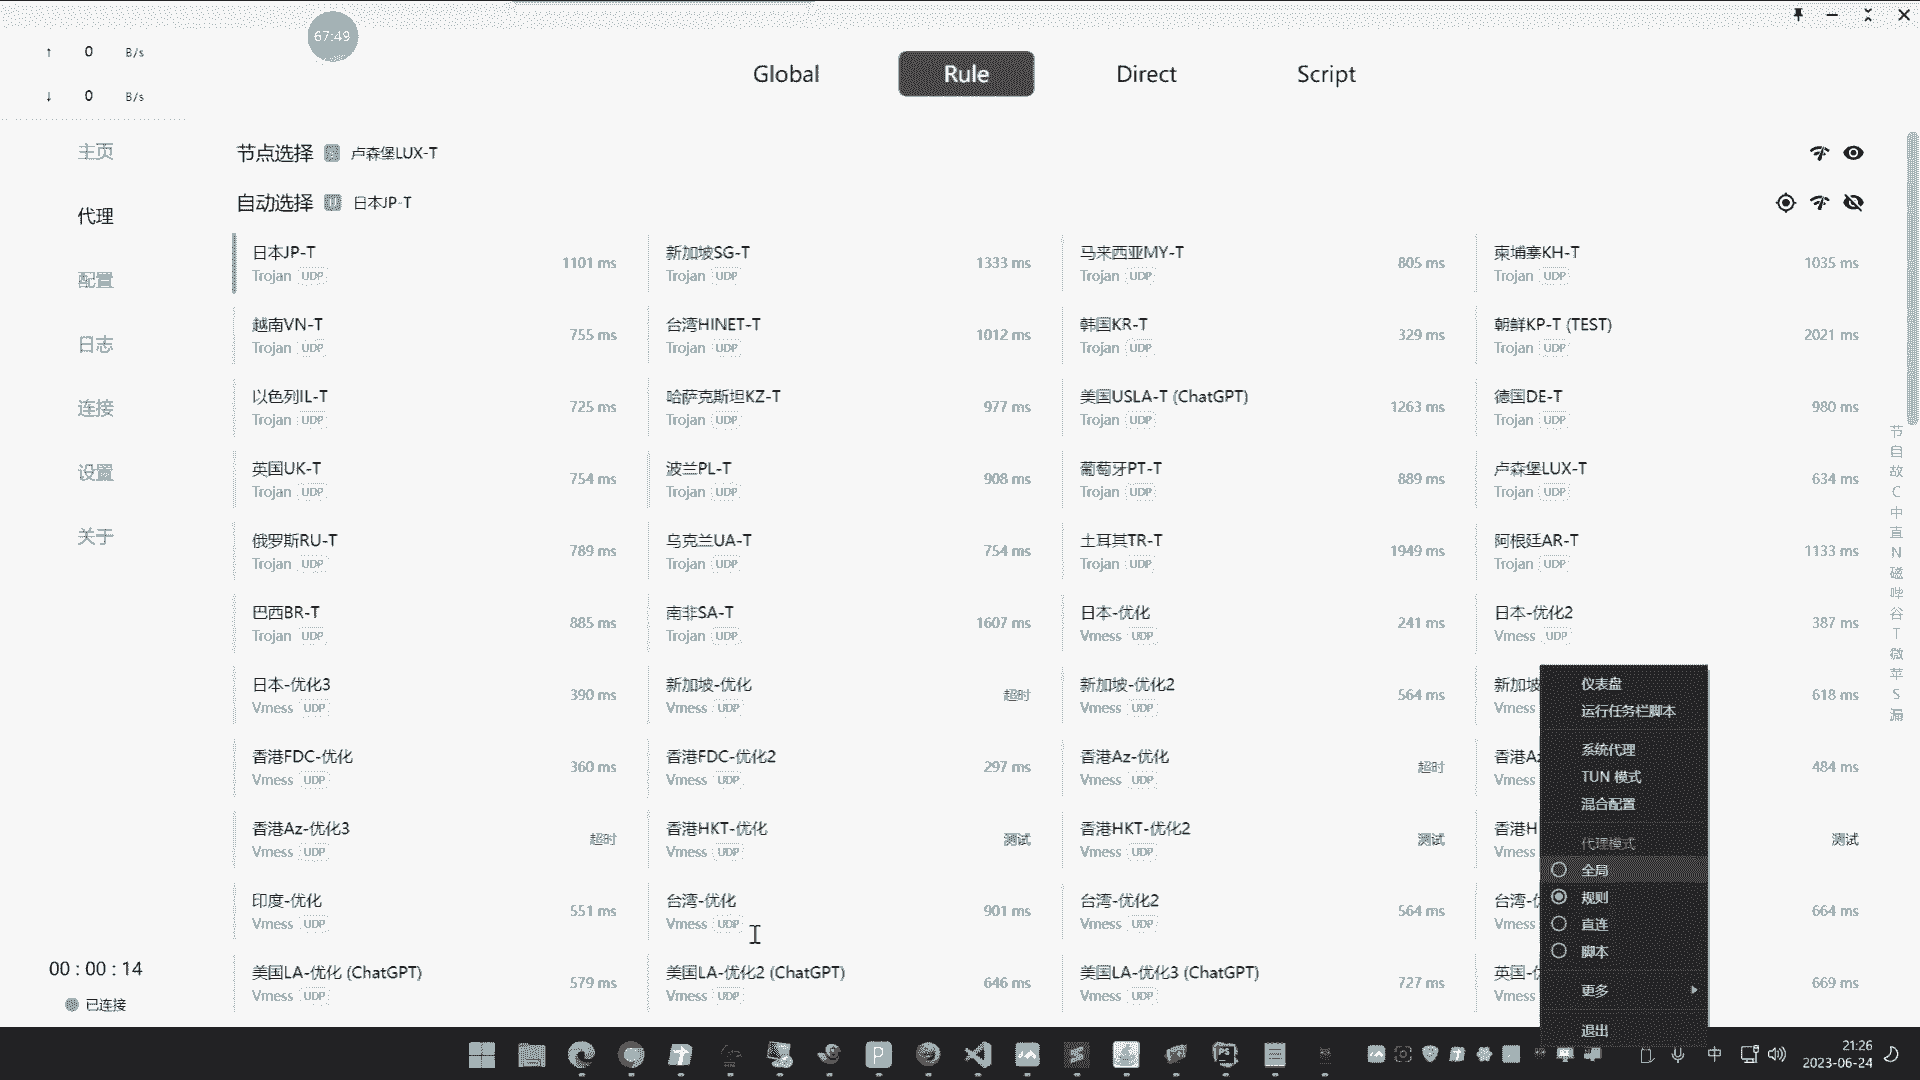 67:49
↑ 0 B/s
↓ 0 B/s
Global Rule Direct Script
主页
代理
配置
日志
连接
设置
关于
节点选择 卢森堡LUX-T
自动选择 日本JP-T
日本JP-T 新加坡SG-T 马来西亚MY-T 柬埔寨KH-T
Trojan UDP 1101 ms Trojan UDP 1333 ms Trojan UDP 805 ms Trojan UDP 1035 ms
越南VN-T 台湾HINET-T 韩国KR-T 朝鲜KP-T (TEST)
Trojan UDP 755 ms Trojan UDP 1012 ms Trojan UDP 329 ms Trojan UDP 2021 ms
以色列IL-T 哈萨克斯坦KZ-T 美国USLA-T (ChatGPT) 德国DE-T
Trojan UDP 725 ms Trojan UDP 977 ms Trojan UDP 1263 ms Trojan UDP 980 ms
英国UK-T 波兰PL-T 葡萄牙PT-T 卢森堡LUX-T
Trojan UDP 754 ms Trojan UDP 908 ms Trojan UDP 889 ms Trojan UDP 634 ms
俄罗斯RU-T 乌克兰UA-T 土耳其TR-T 阿根廷AR-T
Trojan UDP 789 ms Trojan UDP 754 ms Trojan UDP 1949 ms Trojan UDP 1133 ms
巴西BR-T 南非SA-T 日本-优化 日本-优化2
Trojan UDP 885 ms Trojan UDP 1607 ms Vmess UDP 241 ms Vmess UDP 387 ms
日本-优化3 新加坡-优化 新加坡-优化2 新加坡
Vmess UDP 390 ms Vmess UDP 超时 Vmess UDP 564 ms Vmess 618 ms
香港FDC-优化 香港FDC-优化2 香港Az-优化 香港Az
Vmess UDP 360 ms Vmess UDP 297 ms Vmess UDP 超时 Vmess 484 ms
香港Az-优化3 香港HKT-优化 香港HKT-优化2 香港H
Vmess UDP 超时 Vmess UDP 测试 Vmess UDP 测试 Vmess 测试
印度-优化 台湾-优化 台湾-优化2 台湾-
Vmess UDP 551 ms Vmess UDP 901 ms Vmess UDP 564 ms Vmess 664 ms
美国LA-优化 (ChatGPT) 美国LA-优化2 (ChatGPT) 美国LA-优化3 (ChatGPT) 英国-
Vmess UDP 579 ms Vmess UDP 646 ms Vmess UDP 727 ms Vmess 669 ms
节
自
故
C
中
直
N
磁
哔
谷
T
微
苹
S
漏
仪表盘
运行任务栏脚本
系统代理
TUN 模式
混合配置
代理模式
全局
规则
直连
脚本
更多
退出
00 : 00 : 14
已连接
P
PS
中
21:26
2023-06-24